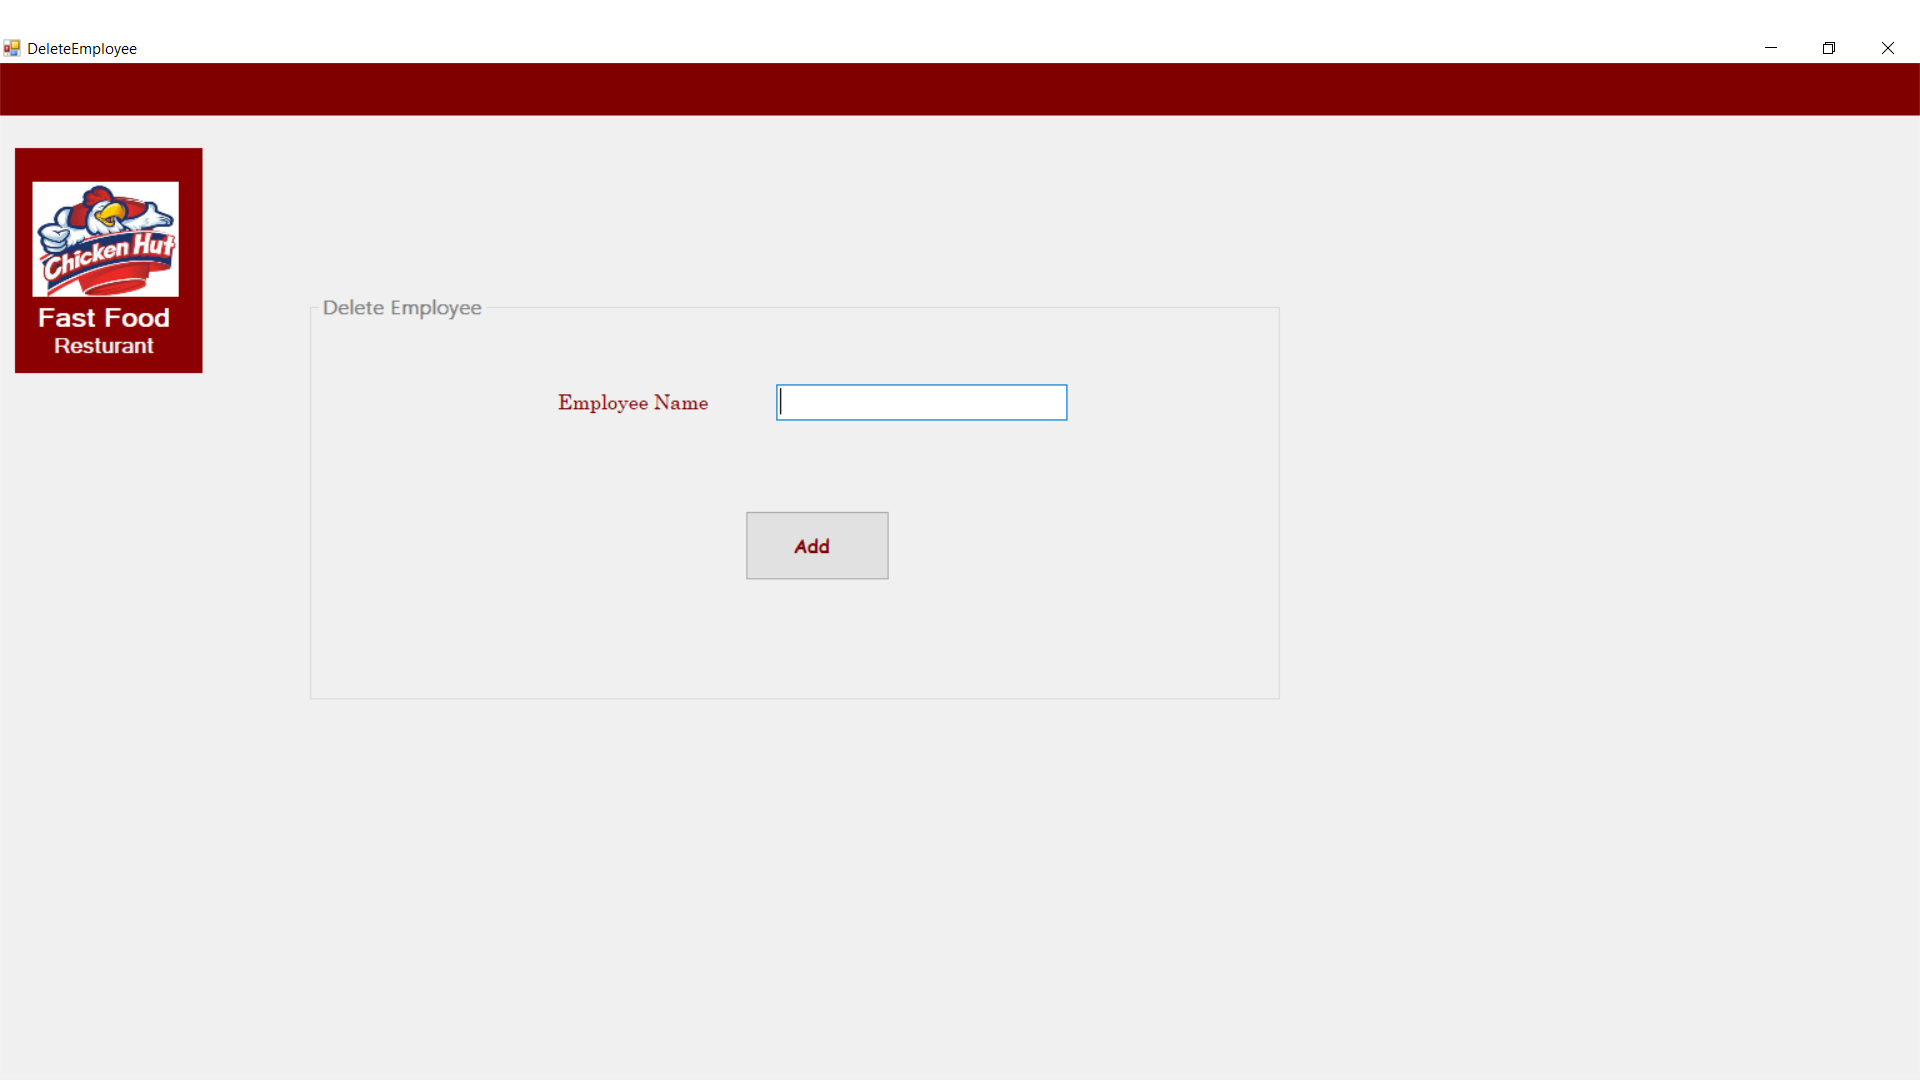 DeleteEmployee
Chicken Hut
Fast Food
Resturant
Delete Employee
Employee Name
Add